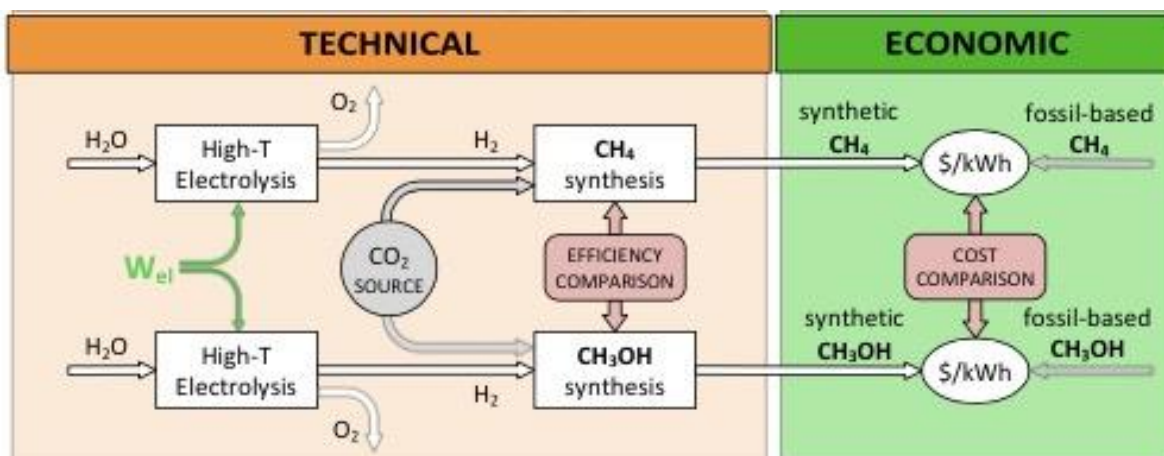 TECHNICAL
ECONOMIC
O₂
H₂O
High-T
Electrolysis
H₂
CH₄
synthesis
synthetic
CH₄
$/kWh
fossil-based
CH₄
Wₑₗ
CO₂
SOURCE
EFFICIENCY
COMPARISON
COST
COMPARISON
H₂O
High-T
Electrolysis
H₂
O₂
CH₃OH
synthesis
synthetic
CH₃OH
$/kWh
fossil-based
CH₃OH